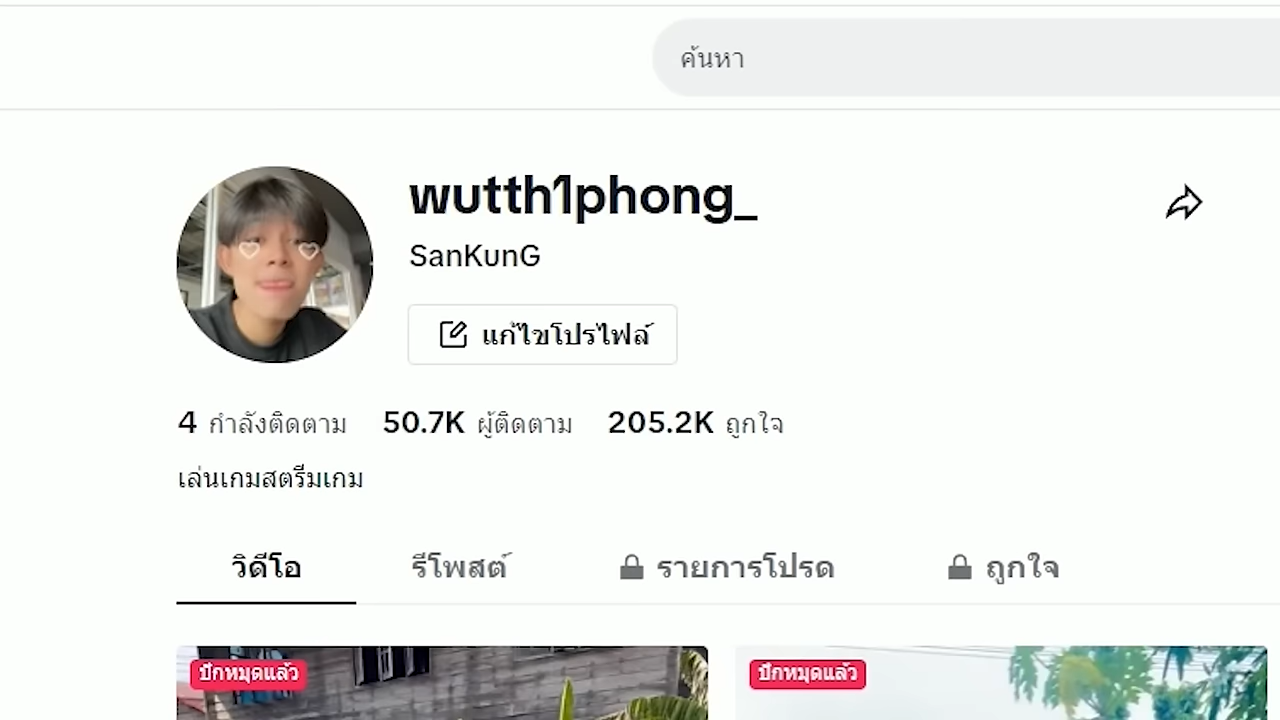 ค้นหา
wutth1phong_
SanKunG
แก้ไขโปรไฟล์
4 กำลังติดตาม 50.7K ผู้ติดตาม 205.2K ถูกใจ
เล่นเกมสตรีมเกม
วิดีโอ รีโพสต์ รายการโปรด ถูกใจ
ปักหมุดแล้ว ปักหมุดแล้ว